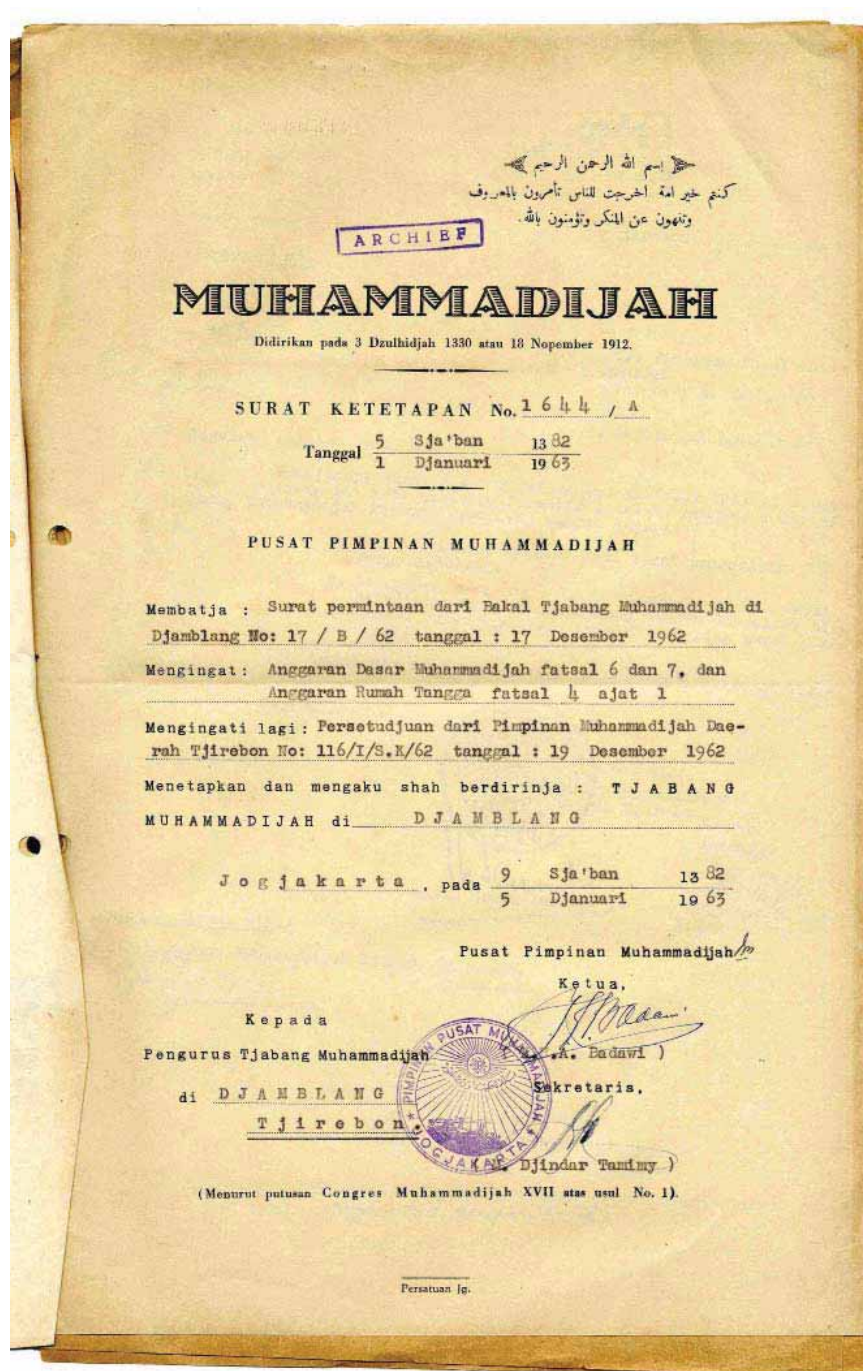 بسم الله الرحمن الرحيم
كنتم خير امة اخرجت للناس تأمرون بالمعروف
وتنهون عن المنكر وتؤمنون بالله.
ARCHIEF
MUHAMMADIJAH
Didirikan pada 3 Dzulhidjah 1330 atau 18 Nopember 1912.
SURAT KETETAPAN No. 1644 / A
Tanggal 5 Sja'ban 1382
1 Djanuari 1963
PUSAT PIMPINAN MUHAMMADIJAH
Membatja : Surat permintaan dari Bakal Tjabang Muhammadijah di
Djamblang No: 17 / B / 62 tanggal : 17 Desember 1962
Mengingat : Anggaran Dasar Muhammadijah fatsal 6 dan 7, dan
Anggaran Rumah Tangga fatsal 4 ajat 1
Mengingati lagi : Persetudjuan dari Pimpinan Muhammadijah Dae-
rah Tjirebon No: 116/I/S.K/62 tanggal : 19 Desember 1962
Menetapkan dan mengaku shah berdirinja : TJABANG
MUHAMMADIJAH di DJAMBLANG
Jogjakarta, pada 9 Sja'ban 1382
5 Djanuari 1963
Pusat Pimpinan Muhammadijah
Ketua,
Kepada
Pengurus Tjabang Muhammadijah
.A. Badawi )
di DJAMBLANG
Sekretaris,
Tjirebon.
PIMPINAN PUSAT MUHAMMADIJAH
JOGJAKARTA
Djindar Tamimy )
(Menurut putusan Congres Muhammadijah XVII atas usul No. 1).
Persatuan Jg.